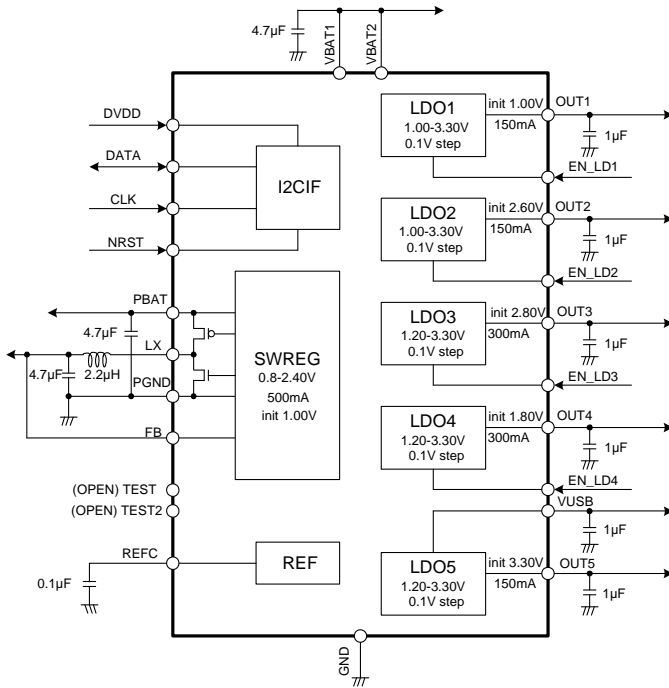 4.7µF
VBAT1
VBAT2
DVDD
DATA
CLK
NRST
I2CIF
PBAT
4.7µF
LX
4.7µF
2.2µH
PGND
FB
SWREG
0.8-2.40V
500mA
init 1.00V
(OPEN) TEST
(OPEN) TEST2
REFC
0.1µF
REF
GND
LDO1
1.00-3.30V
0.1V step
init 1.00V
150mA
OUT1
1µF
EN_LD1
LDO2
1.00-3.30V
0.1V step
init 2.60V
150mA
OUT2
1µF
EN_LD2
LDO3
1.20-3.30V
0.1V step
init 2.80V
300mA
OUT3
1µF
EN_LD3
LDO4
1.20-3.30V
0.1V step
init 1.80V
300mA
OUT4
1µF
EN_LD4
VUSB
1µF
LDO5
1.20-3.30V
0.1V step
init 3.30V
150mA
OUT5
1µF